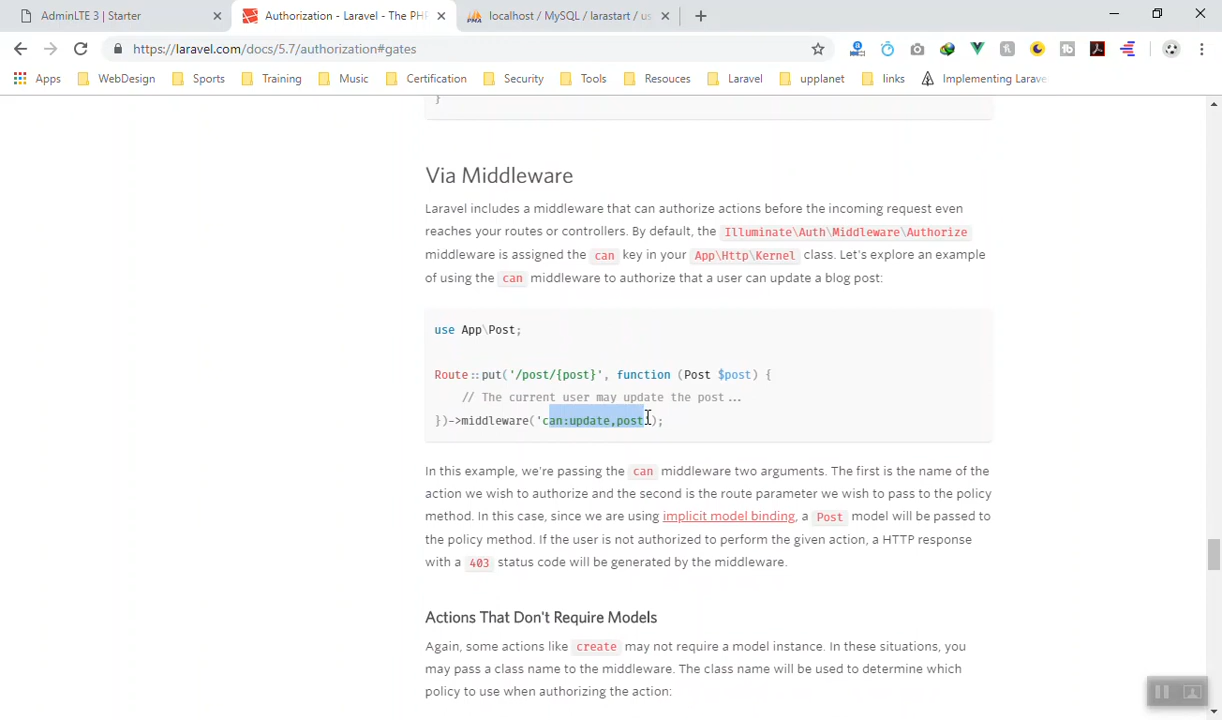 AdminLTE 3 | Starter
Authorization - Laravel - The PHP
localhost / MySQL / larastart / us
https://laravel.com/docs/5.7/authorization#gates
Apps WebDesign Sports Training Music Certification Security Tools Resouces Laravel upplanet links Implementing Larave
}
Via Middleware
Laravel includes a middleware that can authorize actions before the incoming request even
reaches your routes or controllers. By default, the Illuminate\Auth\Middleware\Authorize
middleware is assigned the can key in your App\Http\Kernel class. Let's explore an example
of using the can middleware to authorize that a user can update a blog post:
use App\Post;
Route::put('/post/{post}', function (Post $post) {
// The current user may update the post...
})->middleware('can:update,post');
In this example, we're passing the can middleware two arguments. The first is the name of the
action we wish to authorize and the second is the route parameter we wish to pass to the policy
method. In this case, since we are using implicit model binding, a Post model will be passed to
the policy method. If the user is not authorized to perform the given action, a HTTP response
with a 403 status code will be generated by the middleware.
Actions That Don't Require Models
Again, some actions like create may not require a model instance. In these situations, you
may pass a class name to the middleware. The class name will be used to determine which
policy to use when authorizing the action: